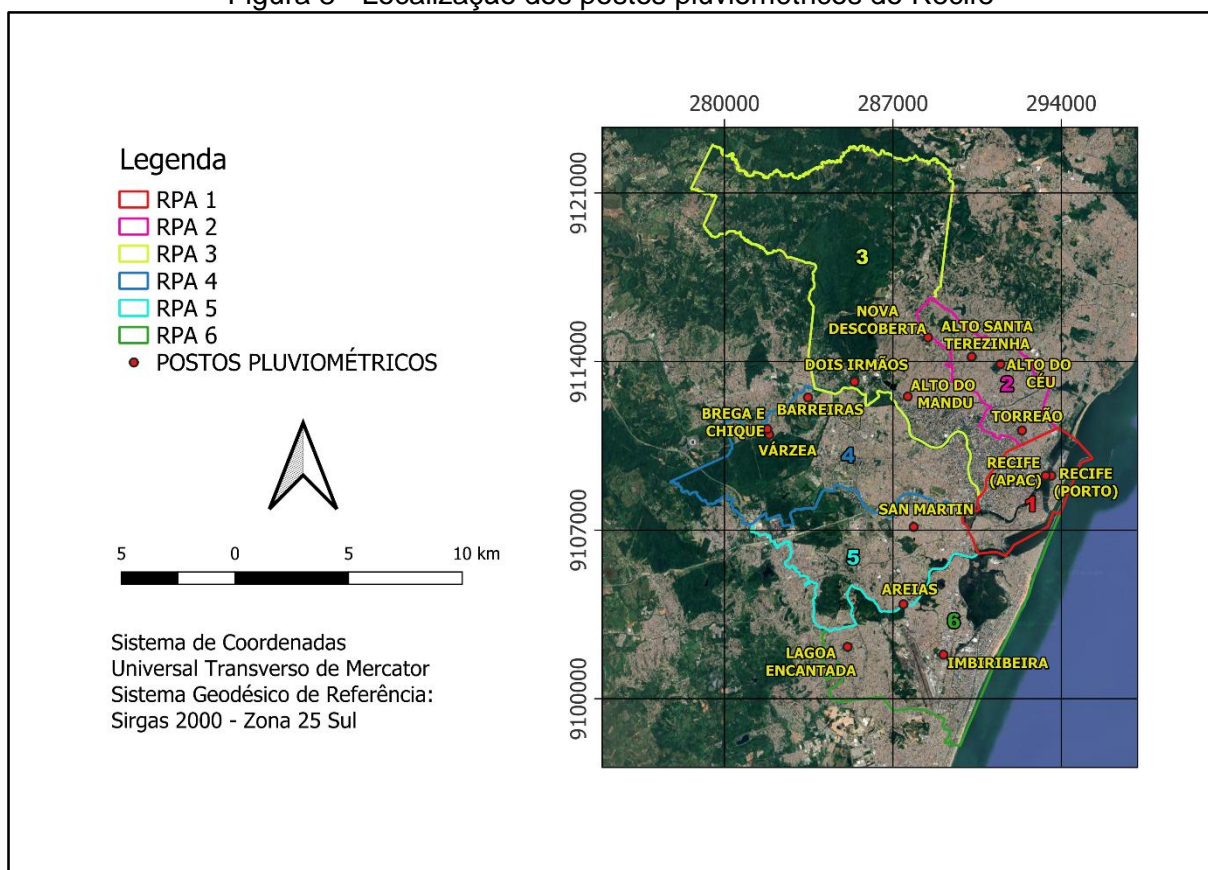 Figura 3 - Localização dos postos pluviométricos de Recife
Legenda
RPA 1
RPA 2
RPA 3
RPA 4
RPA 5
RPA 6
POSTOS PLUVIOMÉTRICOS
5 0 5 10 km
Sistema de Coordenadas
Universal Transverso de Mercator
Sistema Geodésico de Referência:
Sirgas 2000 - Zona 25 Sul
280000 287000 294000
9121000
9114000
9107000
9100000
3
NOVA
DESCOBERTA
ALTO SANTA
TEREZINHA
DOIS IRMÃOS
ALTO DO
CÉU
2
ALTO DO
MANDU
BARREIRAS
BREGA E
CHIQUE
VÁRZEA
TORREÃO
4
RECIFE
(APAC)
RECIFE
(PORTO)
1
SAN MARTIN
5
AREIAS
6
LAGOA
ENCANTADA
IMBIRIBEIRA